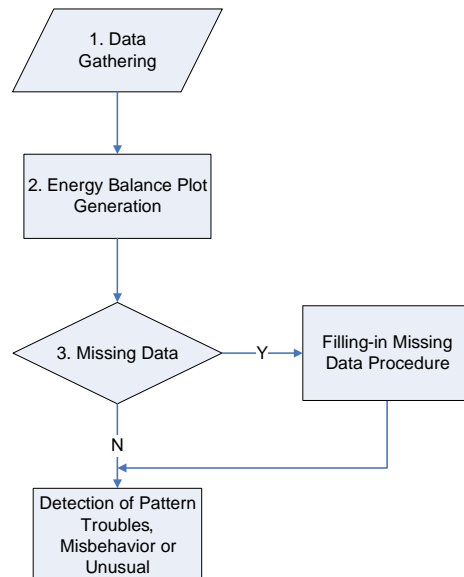 1. Data
Gathering
2. Energy Balance Plot
Generation
3. Missing Data
Y
Filling-in Missing
Data Procedure
N
Detection of Pattern
Troubles,
Misbehavior or
Unusual